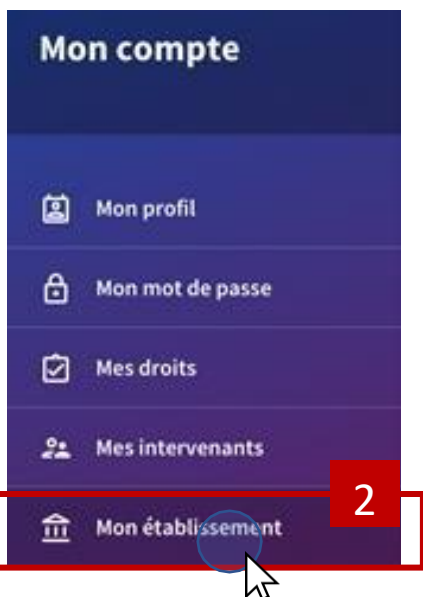 Mon compte
Mon profil
Mon mot de passe
Mes droits
Mes intervenants
2
Mon établissement